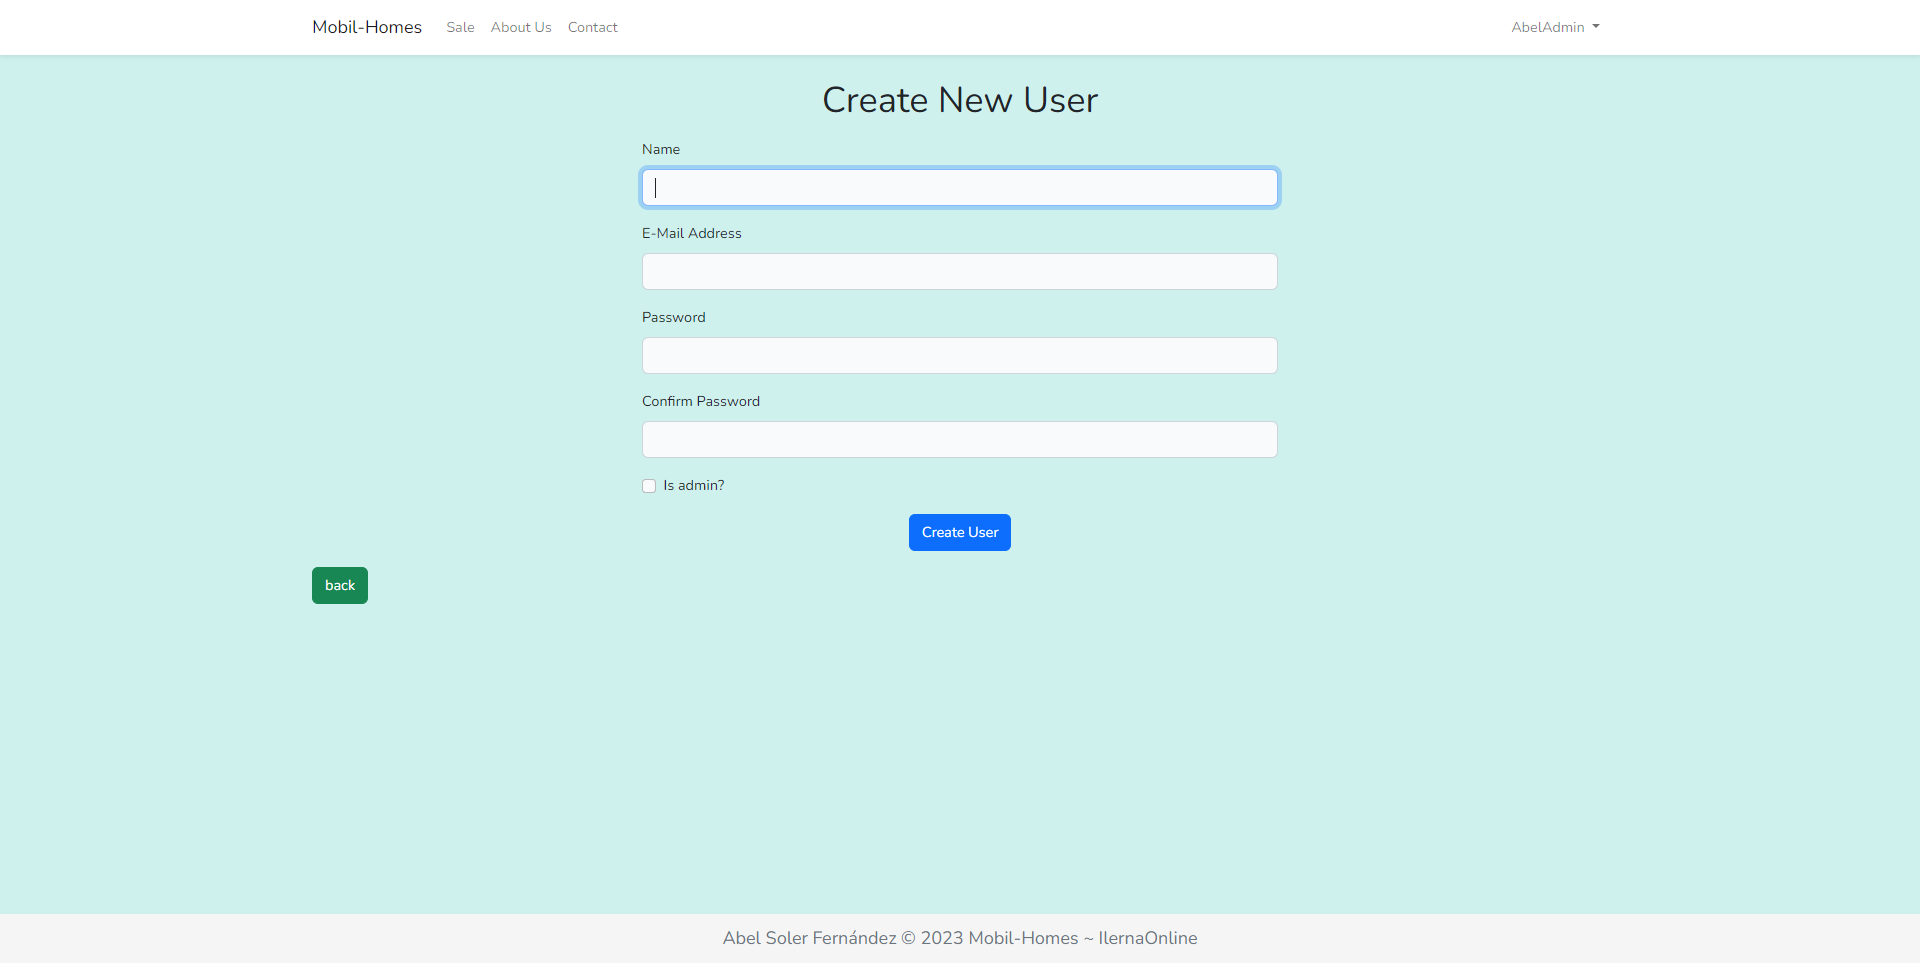 Mobil-Homes Sale About Us Contact AbelAdmin
Create New User
Name
E-Mail Address
Password
Confirm Password
Is admin?
Create User
back
Abel Soler Fernández © 2023 Mobil-Homes ~ IlernaOnline